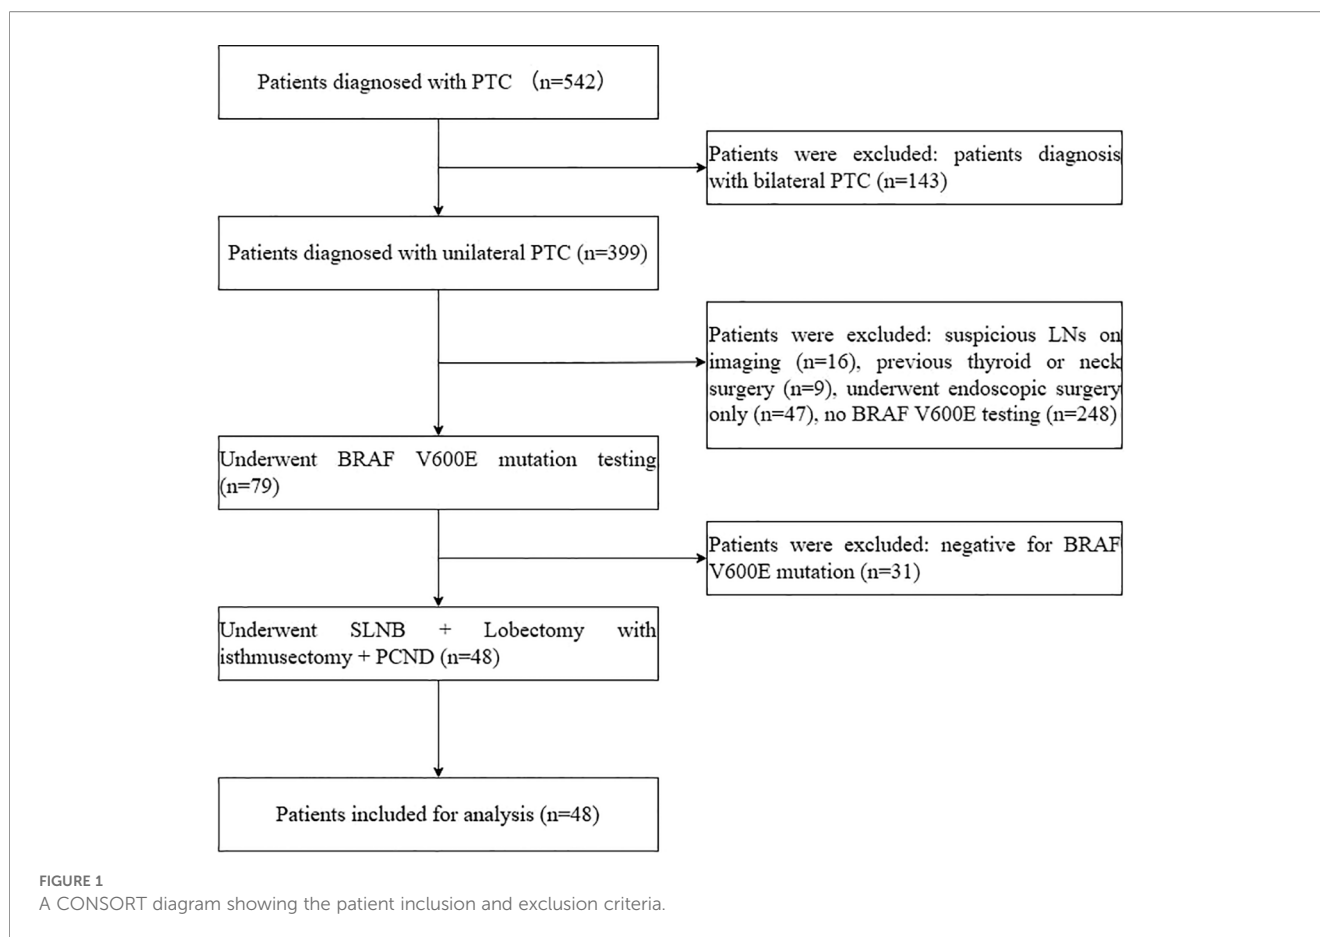 Patients diagnosed with PTC （n=542）
Patients were excluded: patients diagnosis
with bilateral PTC (n=143)
Patients diagnosed with unilateral PTC (n=399)
Patients were excluded: suspicious LNs on
imaging (n=16), previous thyroid or neck
surgery (n=9), underwent endoscopic surgery
only (n=47), no BRAF V600E testing (n=248)
Underwent BRAF V600E mutation testing
(n=79)
Patients were excluded: negative for BRAF
V600E mutation (n=31)
Underwent SLNB + Lobectomy with
isthmusectomy + PCND (n=48)
Patients included for analysis (n=48)
FIGURE 1
A CONSORT diagram showing the patient inclusion and exclusion criteria.